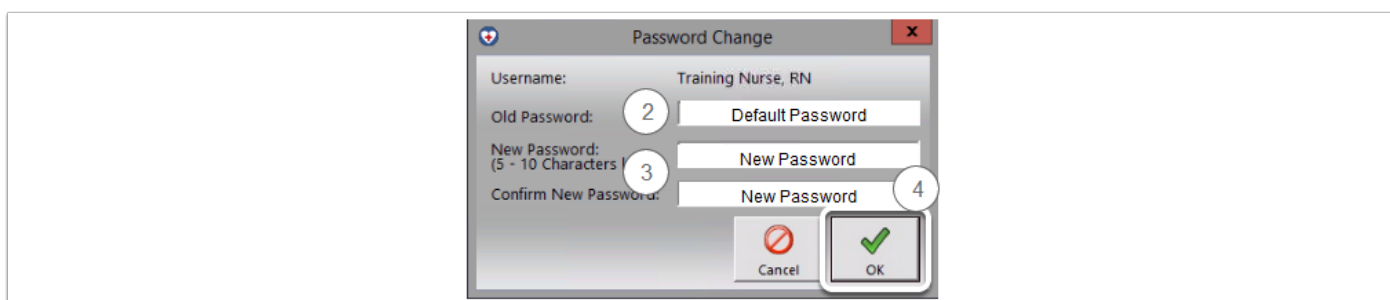 Password Change
x
Username: Training Nurse, RN
Old Password: 2 Default Password
New Password: New Password
(5 - 10 Characters 3
Confirm New Password: New Password 4
Cancel OK